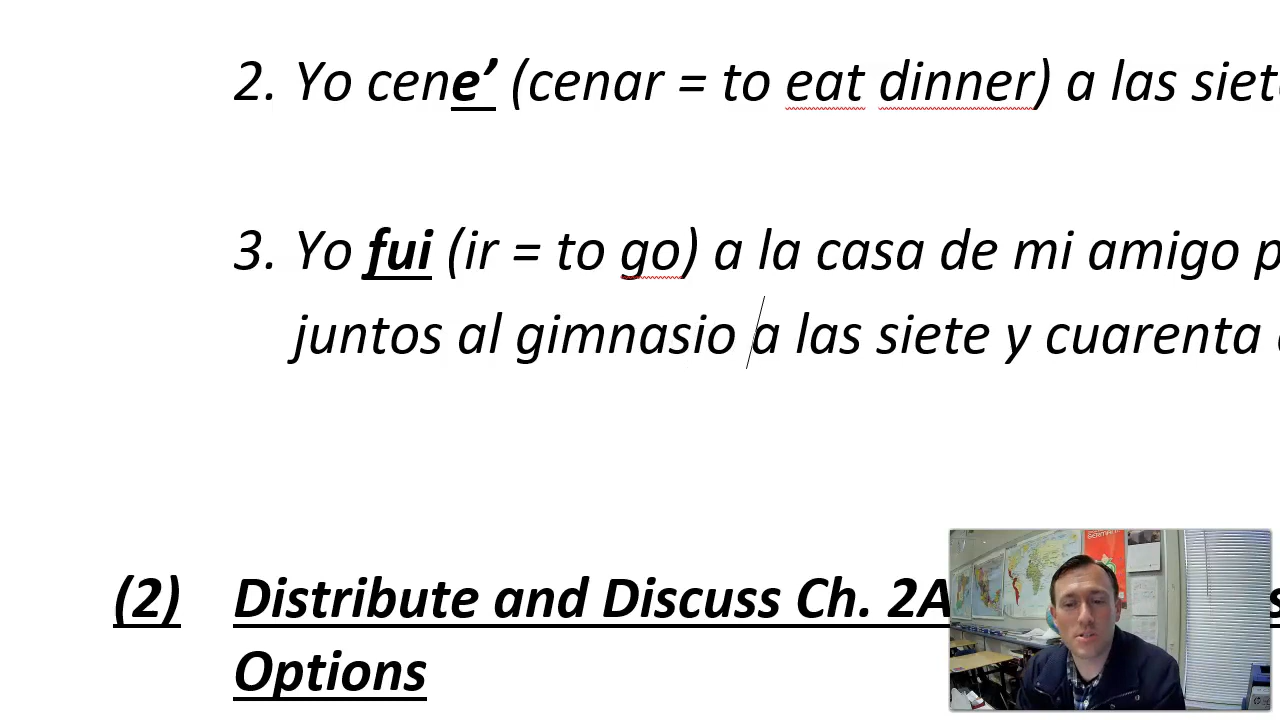 2. Yo cene’ (cenar = to eat dinner) a las siete
3. Yo fui (ir = to go) a la casa de mi amigo
juntos al gimnasio a las siete y cuarenta
(2) Distribute and Discuss Ch. 2A
Options